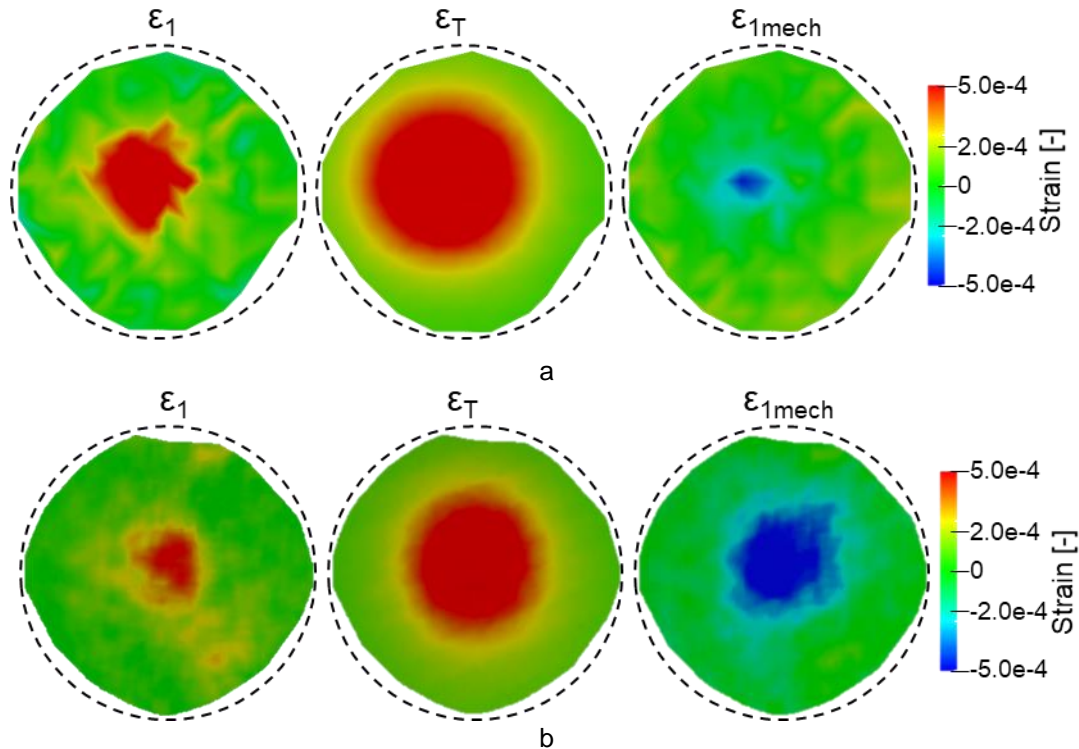 ε1 εT ε1mech
5.0e-4
2.0e-4
0
-2.0e-4
-5.0e-4
Strain [-]
a
ε1 εT ε1mech
5.0e-4
2.0e-4
0
-2.0e-4
-5.0e-4
Strain [-]
b